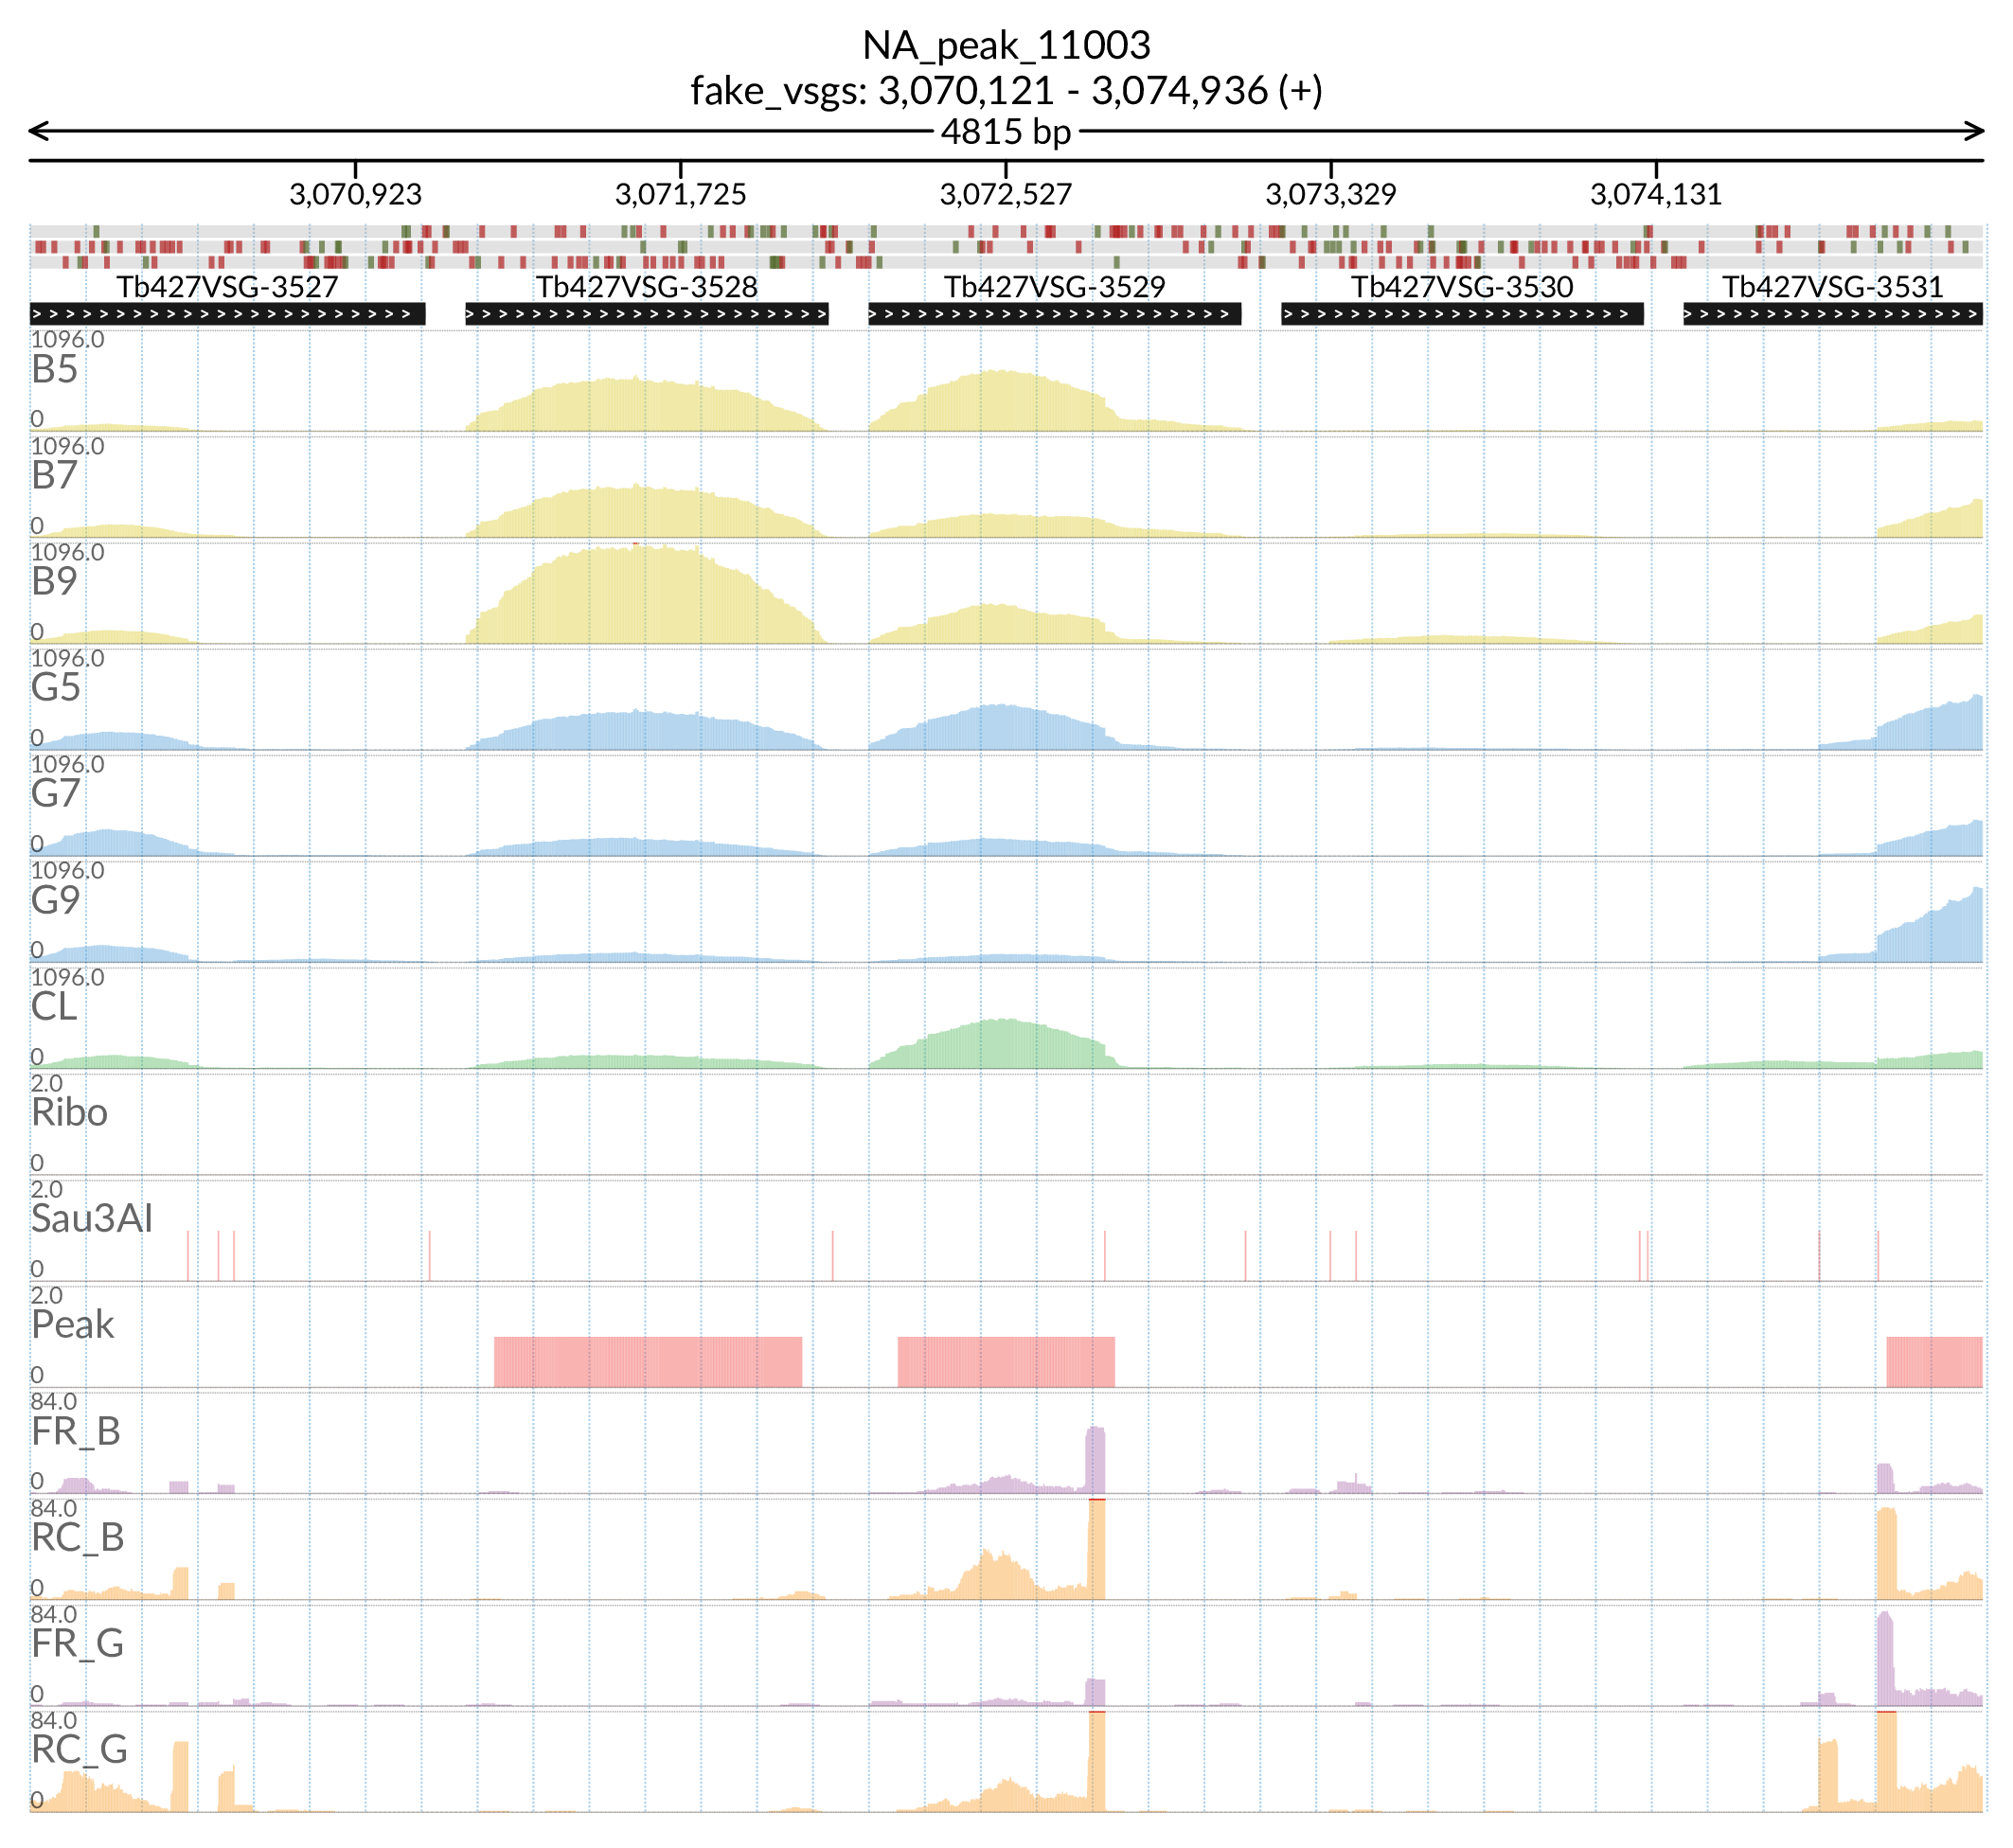 NA_peak_11003
fake_vsgs: 3,070,121 - 3,074,936 (+)
4815 bp
3,070,923 3,071,725 3,072,527 3,073,329 3,074,131
Tb427VSG-3527 Tb427VSG-3528 Tb427VSG-3529 Tb427VSG-3530 Tb427VSG-3531
1096.0
B5
0
1096.0
B7
0
1096.0
B9
0
1096.0
G5
0
1096.0
G7
0
1096.0
G9
0
1096.0
CL
0
2.0
Ribo
0
2.0
Sau3AI
0
2.0
Peak
0
84.0
FR_B
0
84.0
RC_B
0
84.0
FR_G
0
84.0
RC_G
0